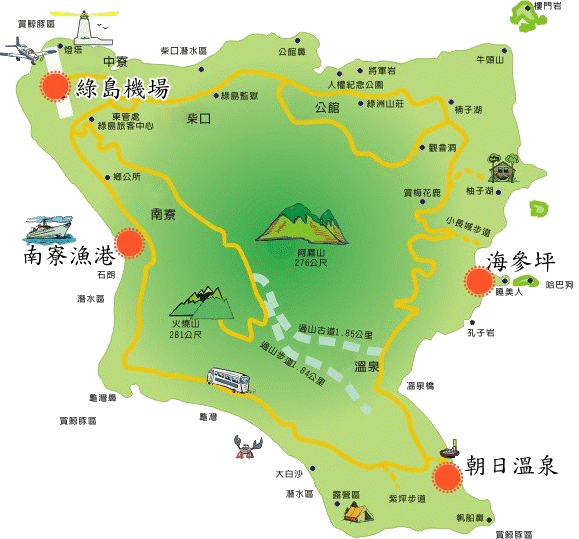 樓門岩
賞鯨豚區
燈塔
中寮
柴口潛水區
公館鼻
牛頭山
將軍岩
人權紀念公園
綠島機場
綠島監獄
公館
綠洲山莊
楠子湖
東管處
綠島旅客中心
柴口
觀音洞
鄉公所
賞梅花鹿
柚子湖
南寮
小長城步道
南寮漁港
阿眉山
276公尺
海參坪
石朗
哈巴狗
睡美人
潛水區
火燒山
281公尺
過山古道1.85公里
孔子岩
過山步道1.84公里
溫泉
溫泉橋
龜灣鼻
賞鯨豚區
龜灣
朝日溫泉
大白沙
潛水區
露營區
紫坪步道
帆船鼻
賞鯨豚區